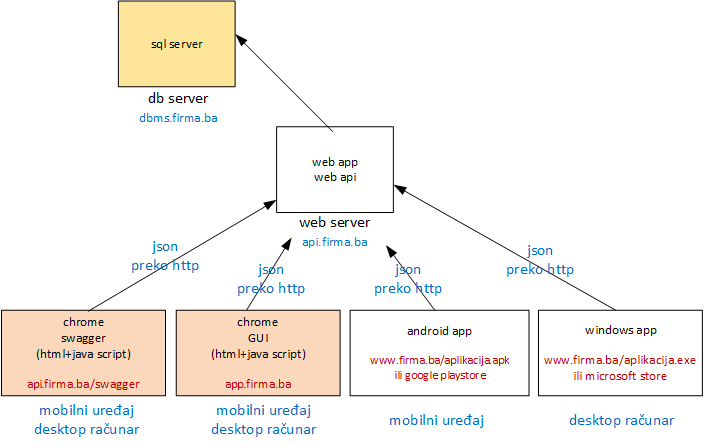 sql server
db server
dbms.firma.ba
web app
web api
web server
api.firma.ba
json
preko http
json
preko http
json
preko http
json
preko http
chrome
swagger
(html+java script)
api.firma.ba/swagger
mobilni uređaj
desktop računar
chrome
GUI
(html+java script)
app.firma.ba
mobilni uređaj
desktop računar
android app
www.firma.ba/aplikacija.apk
ili google playstore
mobilni uređaj
windows app
www.firma.ba/aplikacija.exe
ili microsoft store
desktop računar